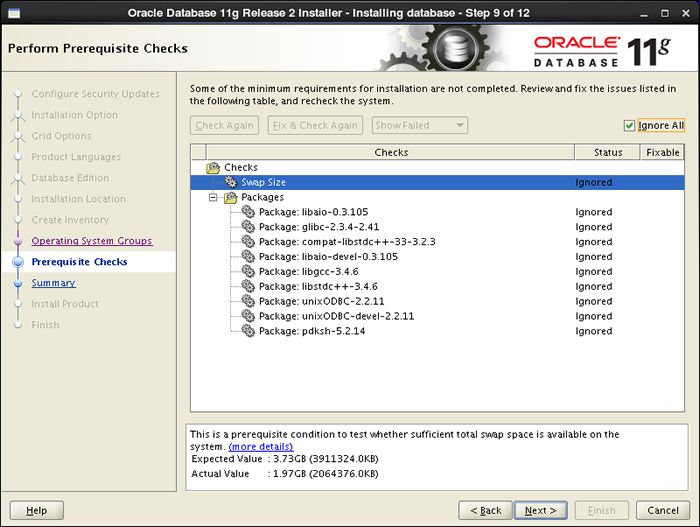 Oracle Database 11g Release 2 Installer - Installing database - Step 9 of 12
Perform Prerequisite Checks
ORACLE
DATABASE
11g
Configure Security Updates
Installation Option
Grid Options
Product Languages
Database Edition
Installation Location
Create Inventory
Operating System Groups
Prerequisite Checks
Summary
Install Product
Finish
Some of the minimum requirements for installation are not completed. Review and fix the issues listed in
the following table, and recheck the system.
Check Again Fix & Check Again Show Failed Ignore All
Checks Status Fixable
Checks
Swap Size Ignored
Packages
Package: libaio-0.3.105 Ignored
Package: glibc-2.3.4-2.41 Ignored
Package: compat-libstdc++-33-3.2.3 Ignored
Package: libaio-devel-0.3.105 Ignored
Package: libgcc-3.4.6 Ignored
Package: libstdc++-3.4.6 Ignored
Package: unixODBC-2.2.11 Ignored
Package: unixODBC-devel-2.2.11 Ignored
Package: pdksh-5.2.14 Ignored
This is a prerequisite condition to test whether sufficient total swap space is available on the
system. (more details)
Expected Value : 3.73GB (3911324.0KB)
Actual Value : 1.97GB (2064376.0KB)
Help < Back Next > Finish Cancel